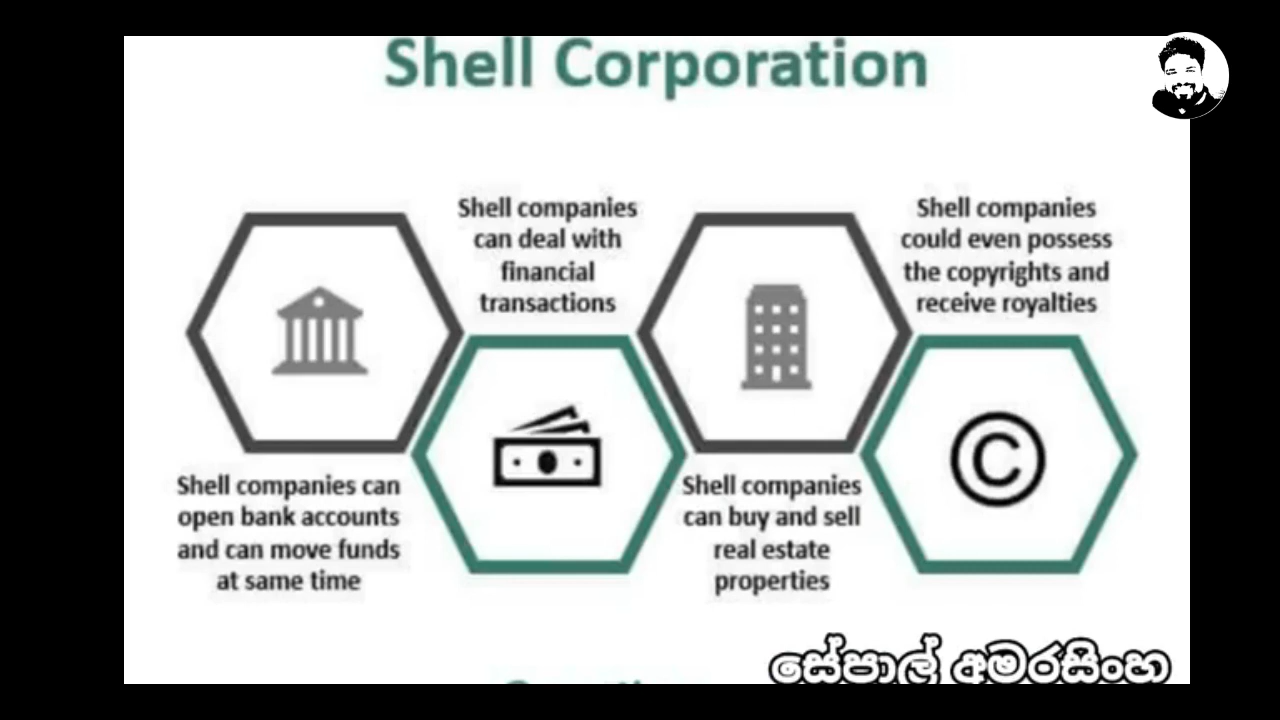 Shell Corporation
Shell companies can
open bank accounts
and can move funds
at same time
Shell companies
can deal with
financial
transactions
Shell companies
can buy and sell
real estate
properties
Shell companies
could even possess
the copyrights and
receive royalties
©
සේපාල් අමරසිංහ